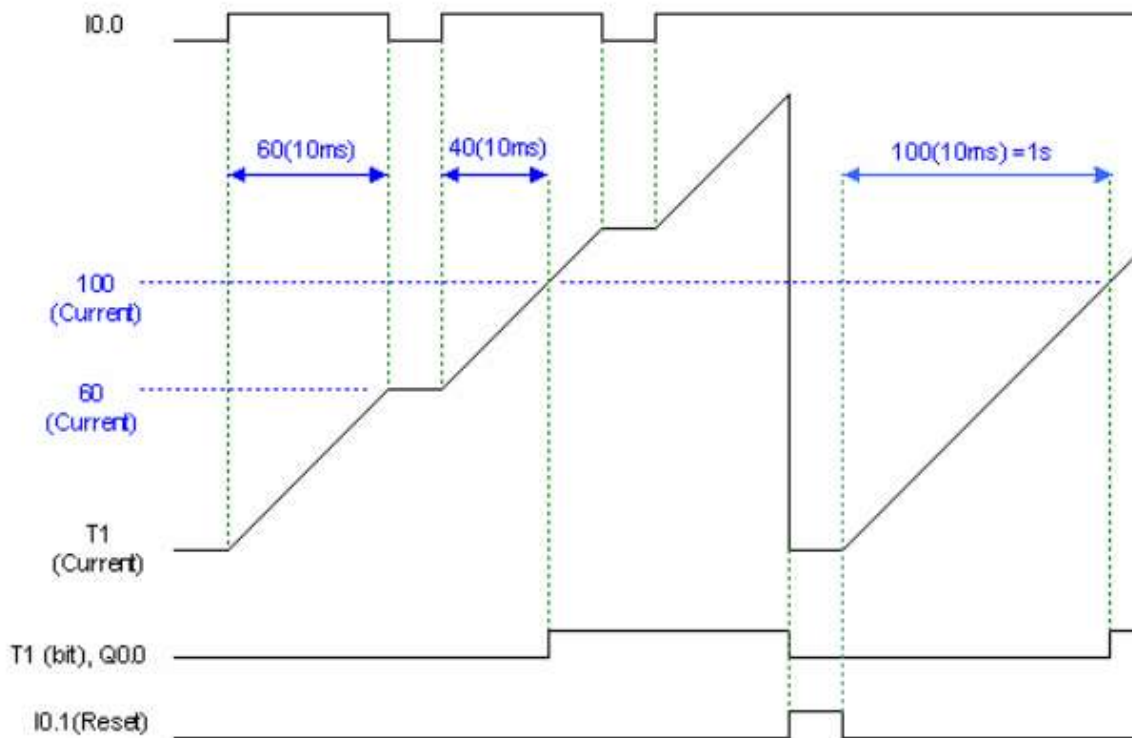 I0.0
60(10ms)
40(10ms)
100(10ms)=1s
100
(Current)
60
(Current)
T1
(Current)
T1 (bit), Q0.0
I0.1(Reset)